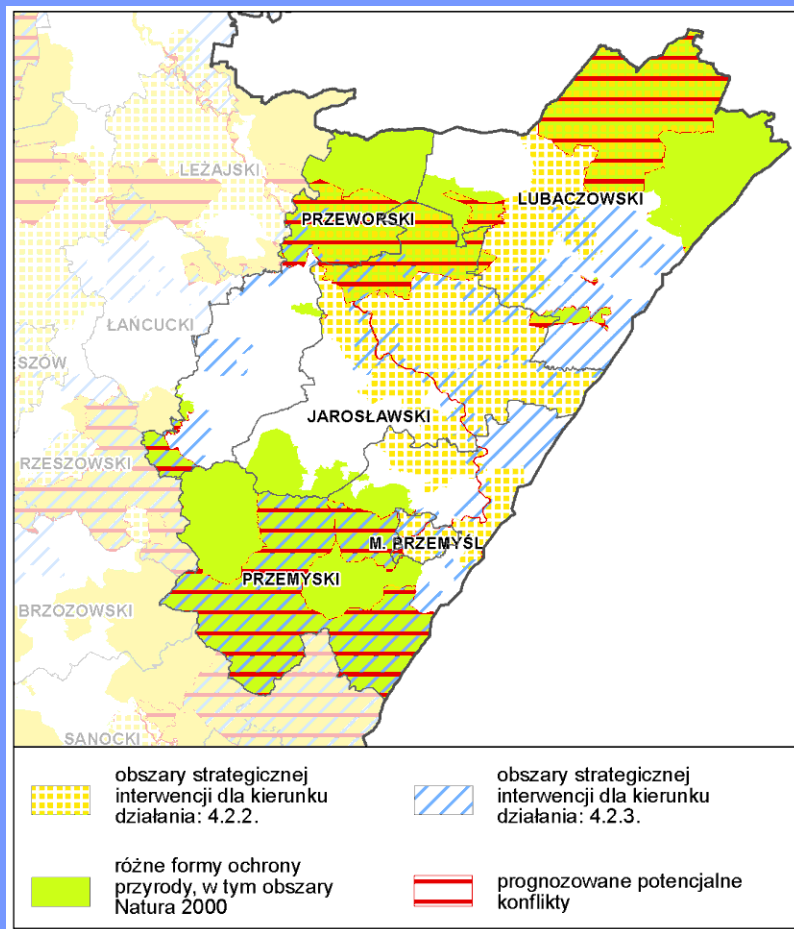 LEŻAJSKI
LUBACZOWSKI
PRZEWORSKI
ŁAŃCUCKI
SZÓW
JAROSŁAWSKI
RZESZOWSKI
M. PRZEMYŚL
PRZEMYSKI
BRZOZOWSKI
SANOCKI
obszary strategicznej
interwencji dla kierunku
działania: 4.2.2.
obszary strategicznej
interwencji dla kierunku
działania: 4.2.3.
różne formy ochrony
przyrody, w tym obszary
Natura 2000
prognozowane potencjalne
konflikty